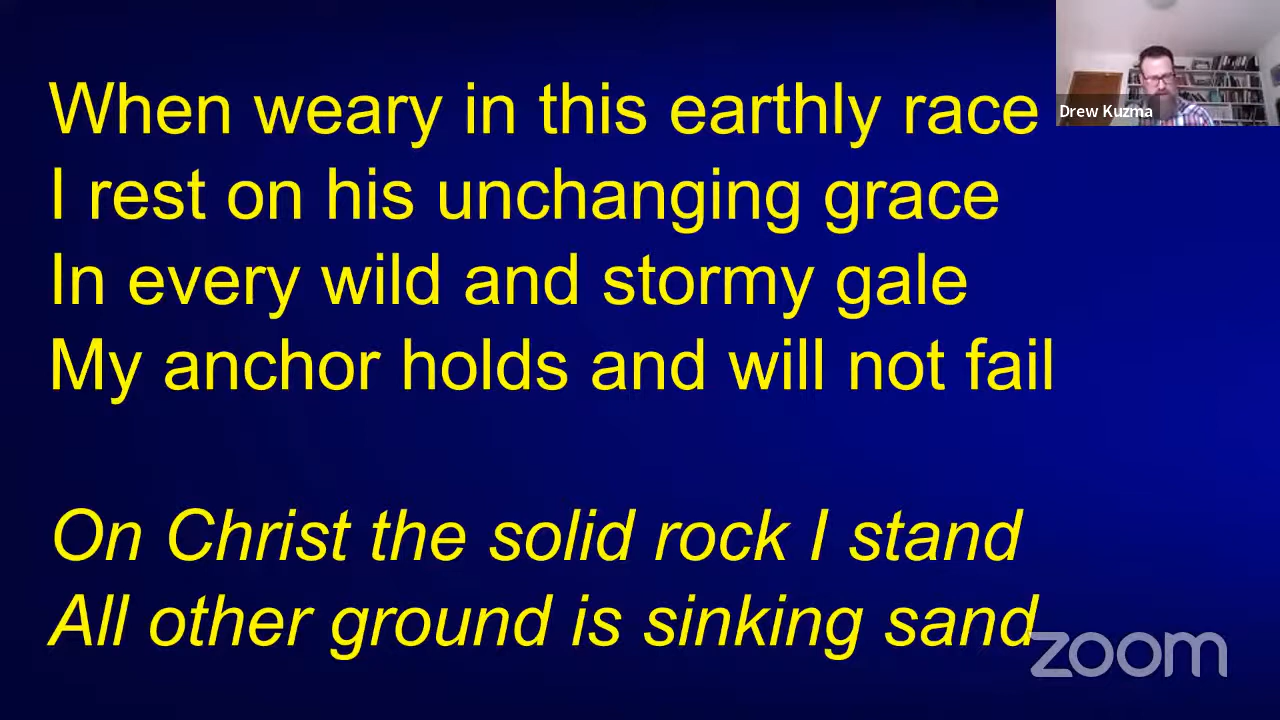 When weary in this earthly race
I rest on his unchanging grace
In every wild and stormy gale
My anchor holds and will not fail
On Christ the solid rock I stand
All other ground is sinking sand
Drew Kuzma
zoom